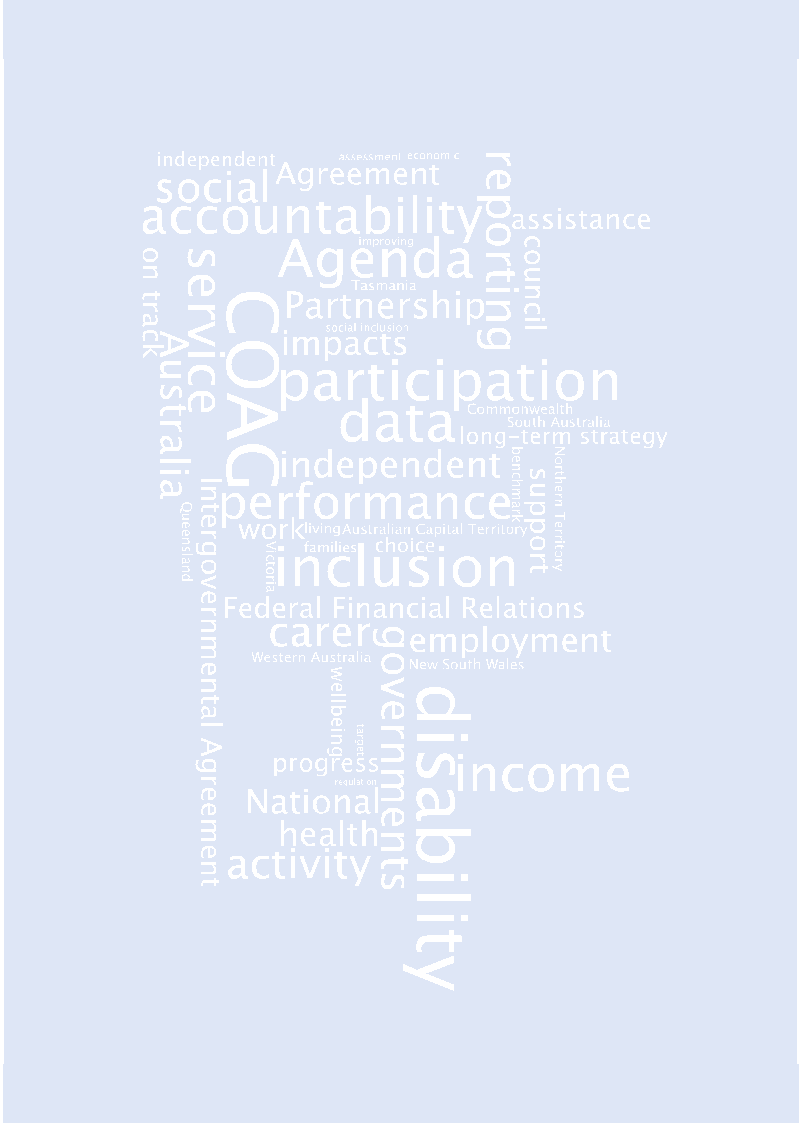 independent
assessment
economic
social
Agreement
reporting
accountability
assistance
improving
Agenda
council
on track
service
Tasmania
COAG
Partnership
social inclusion
impacts
Australia
participation
data
Commonwealth
South Australia
long-term strategy
independent
benchmark
support
Northern Territory
Intergovernmental Agreement
performance
Queensland
work
living
Australian Capital Territory
Victoria
families
choice
inclusion
Federal Financial Relations
carer
governments
employment
Western Australia
New South Wales
wellbeing
disability
target
progress
income
regulation
National
health
activity